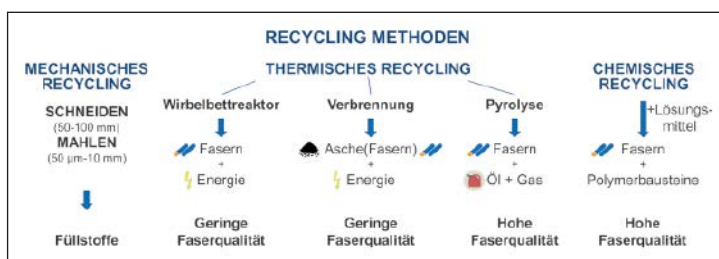 RECYCLING METHODEN
MECHANISCHES
RECYCLING
SCHNEIDEN
(50-100 mm)
MAHLEN
(50 µm-10 mm)
Füllstoffe
THERMISCHES RECYCLING
Wirbelbettreaktor
Fasern
+
Energie
Geringe
Faserqualität
Verbrennung
Asche(Fasern)
+
Energie
Geringe
Faserqualität
Pyrolyse
Fasern
+
Öl + Gas
Hohe
Faserqualität
CHEMISCHES
RECYCLING
+Lösungs-
mittel
Fasern
+
Polymerbausteine
Hohe
Faserqualität